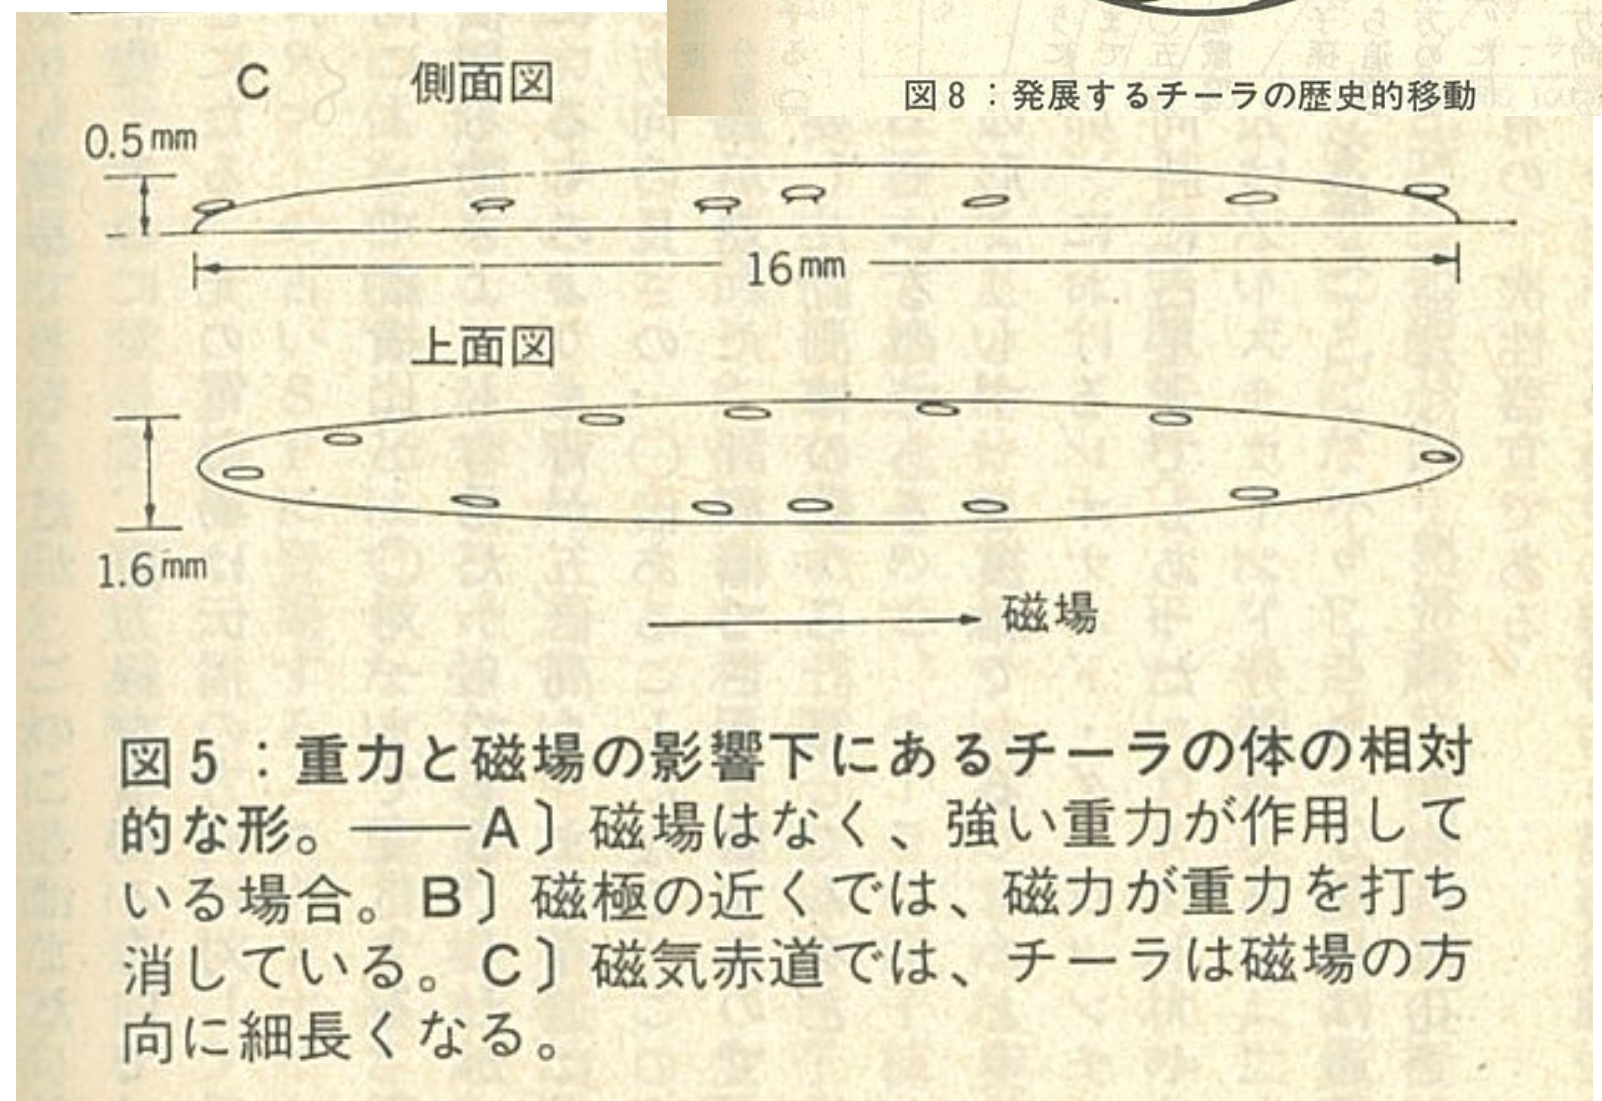 C 側面図
図8：発展するチーラの歴史的移動
0.5mm
16mm
上面図
1.6mm
磁場
図5：重力と磁場の影響下にあるチーラの体の相対
的な形。――A〕磁場はなく、強い重力が作用して
いる場合。B〕磁極の近くでは、磁力が重力を打ち
消している。C〕磁気赤道では、チーラは磁場の方
向に細長くなる。